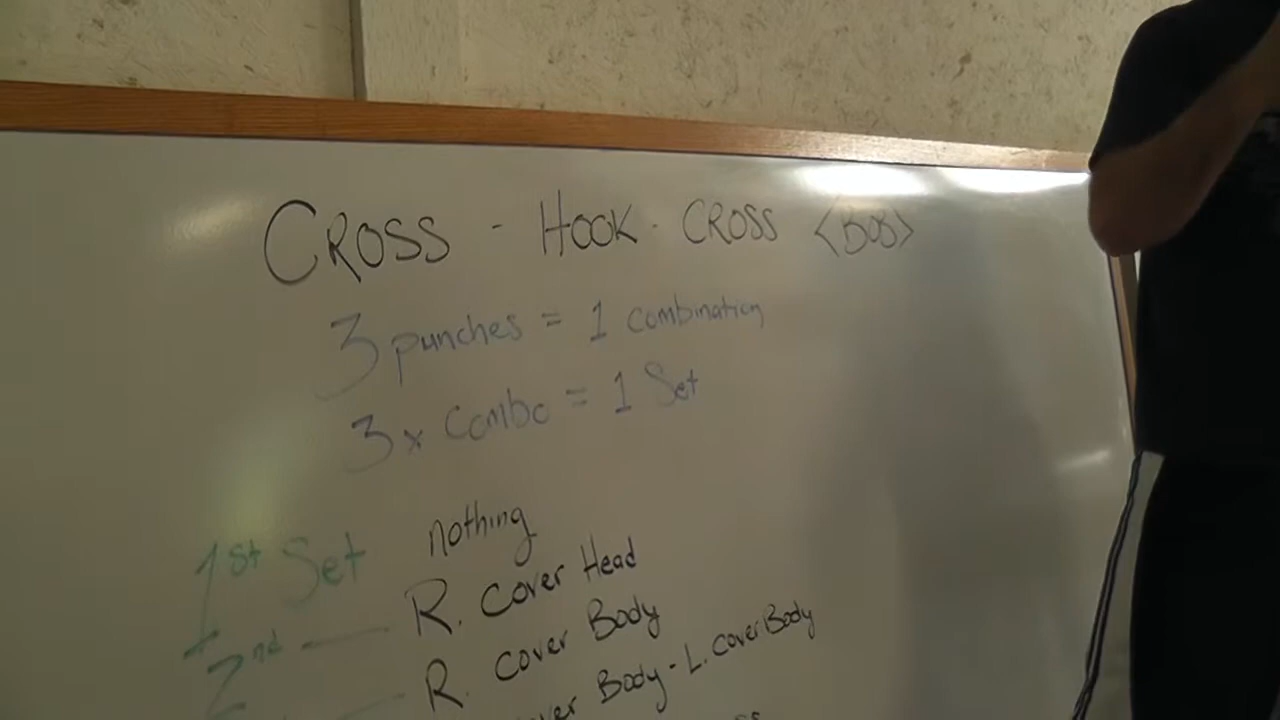 CROSS - HOOK - CROSS <BOB>
3 punches = 1 combination
3x Combo = 1 Set
1st Set nothing
2nd — R. Cover Head
— R. Cover Body
Body - L. Cover Body